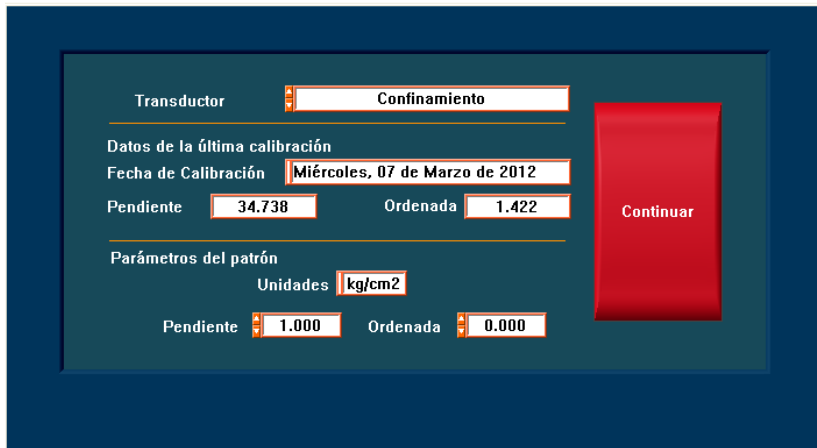 Transductor Confinamiento
Datos de la última calibración
Fecha de Calibración Miércoles, 07 de Marzo de 2012
Pendiente 34.738 Ordenada 1.422
Continuar
Parámetros del patrón
Unidades kg/cm2
Pendiente 1.000 Ordenada 0.000